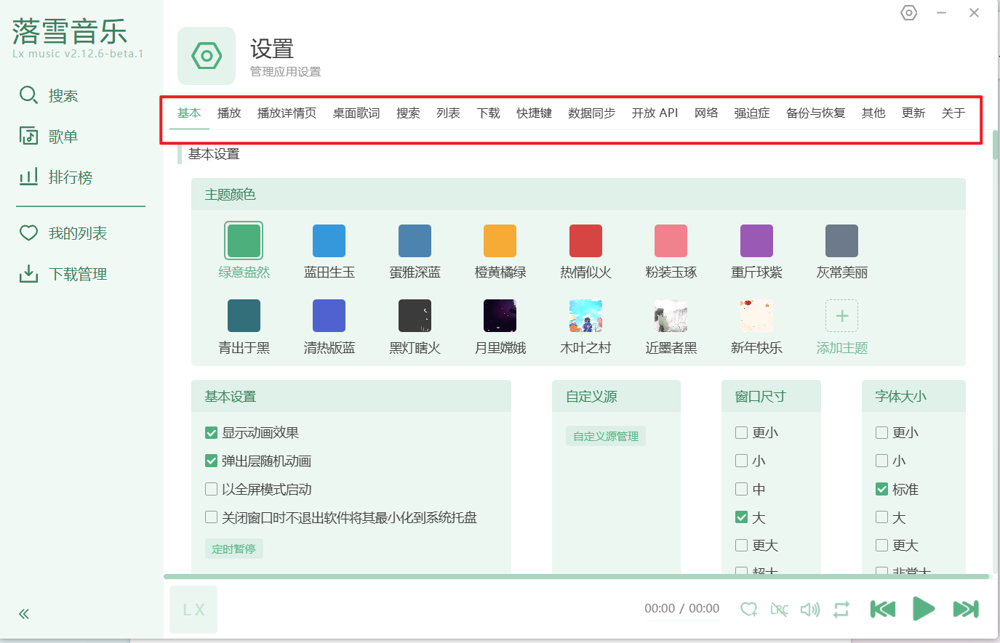 落雪音乐
Lx music v2.12.6-beta.1
搜索
歌单
排行榜
我的列表
下载管理
设置
管理应用设置
基本 播放 播放详情页 桌面歌词 搜索 列表 下载 快捷键 数据同步 开放 API 网络 强迫症 备份与恢复 其他 更新 关于
基本设置
主题颜色
绿意盎然 蓝田生玉 蛋雅深蓝 橙黄橘绿 热情似火 粉装玉琢 重斤球紫 灰常美丽
青出于黑 清热版蓝 黑灯瞎火 月里嫦娥 木叶之村 近墨者黑 新年快乐 添加主题
基本设置
显示动画效果
弹出层随机动画
以全屏模式启动
关闭窗口时不退出软件将其最小化到系统托盘
定时暂停
自定义源
自定义源管理
窗口尺寸
更小
小
中
大
更大
超大
字体大小
更小
小
标准
大
更大
非常大
LX
00:00 / 00:00
LRC